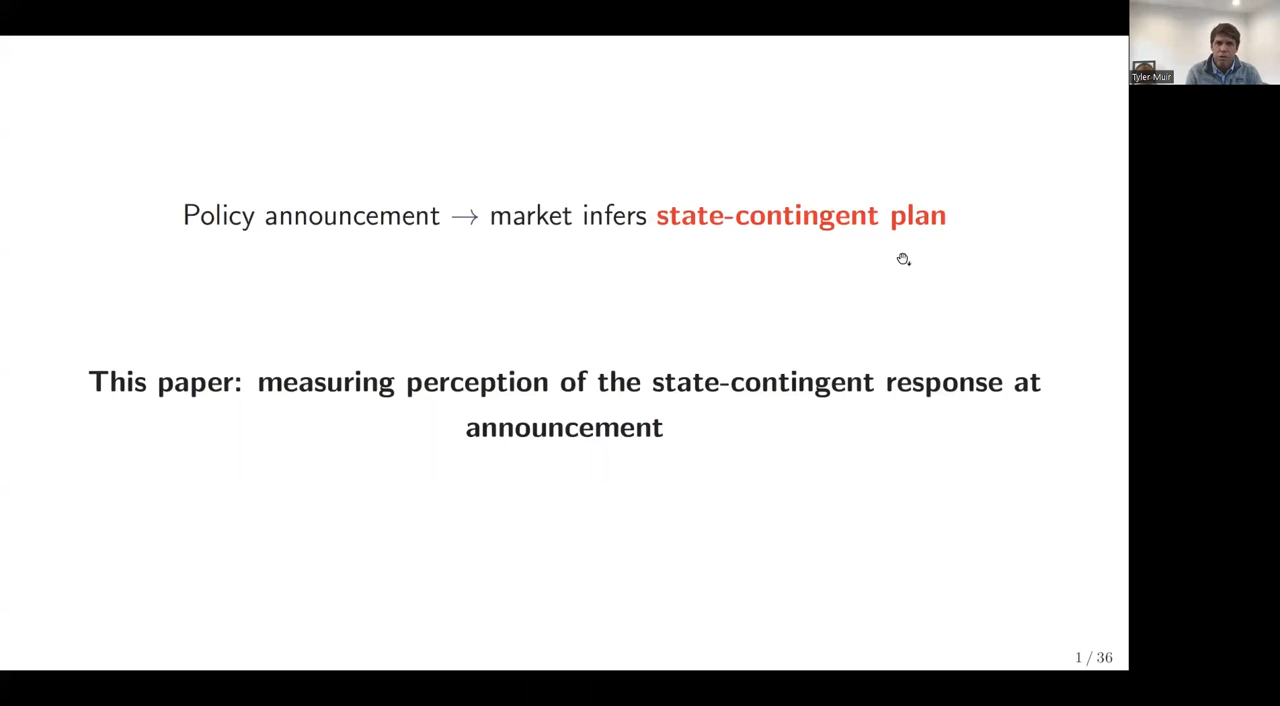 Tyler Muir
Policy announcement → market infers state-contingent plan
This paper: measuring perception of the state-contingent response at
announcement
1 / 36